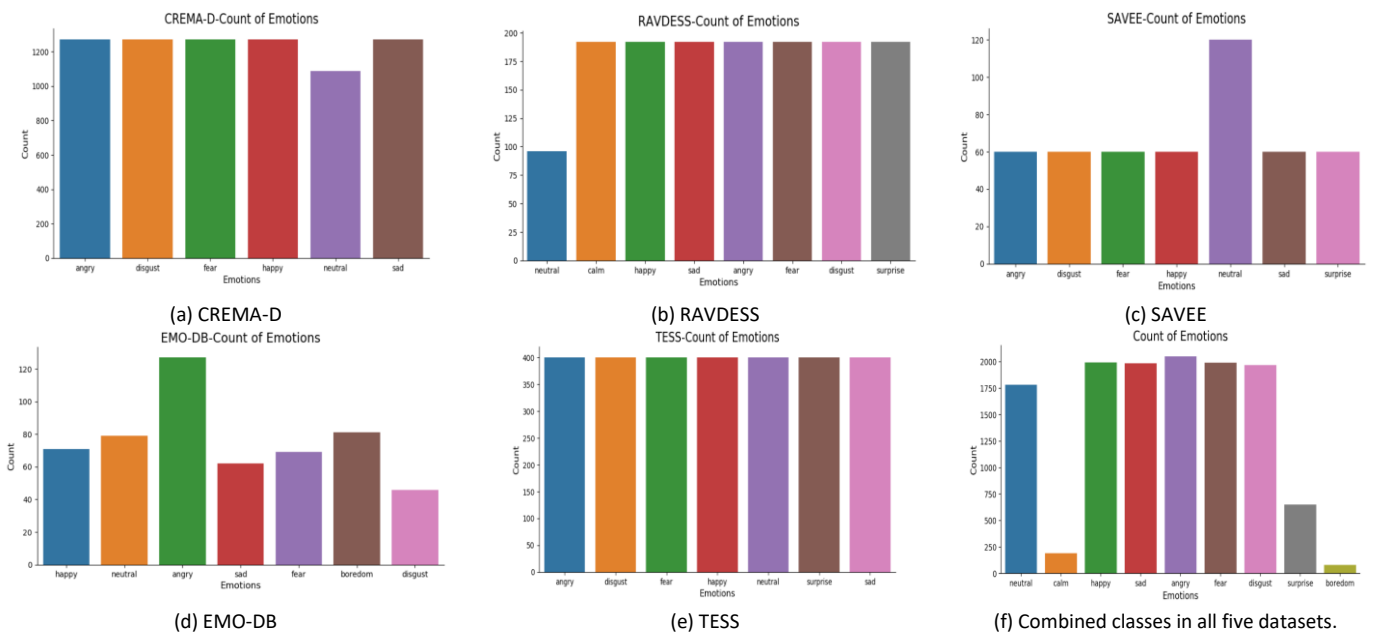 CREMA-D-Count of Emotions
Count
1200
1000
800
600
400
200
0
angry disgust fear happy neutral sad
Emotions
(a) CREMA-D
RAVDESS-Count of Emotions
Count
200
175
150
125
100
75
50
25
0
neutral calm happy sad angry fear disgust surprise
Emotions
(b) RAVDESS
SAVEE-Count of Emotions
Count
120
100
80
60
40
20
0
angry disgust fear happy neutral sad surprise
Emotions
(c) SAVEE
EMO-DB-Count of Emotions
Count
120
100
80
60
40
20
0
happy neutral angry sad fear boredom disgust
Emotions
(d) EMO-DB
TESS-Count of Emotions
Count
400
350
300
250
200
150
100
50
0
angry disgust fear happy neutral surprise sad
Emotions
(e) TESS
Count of Emotions
Count
2000
1750
1500
1250
1000
750
500
250
0
neutral calm happy sad angry fear disgust surprise boredom
Emotions
(f) Combined classes in all five datasets.